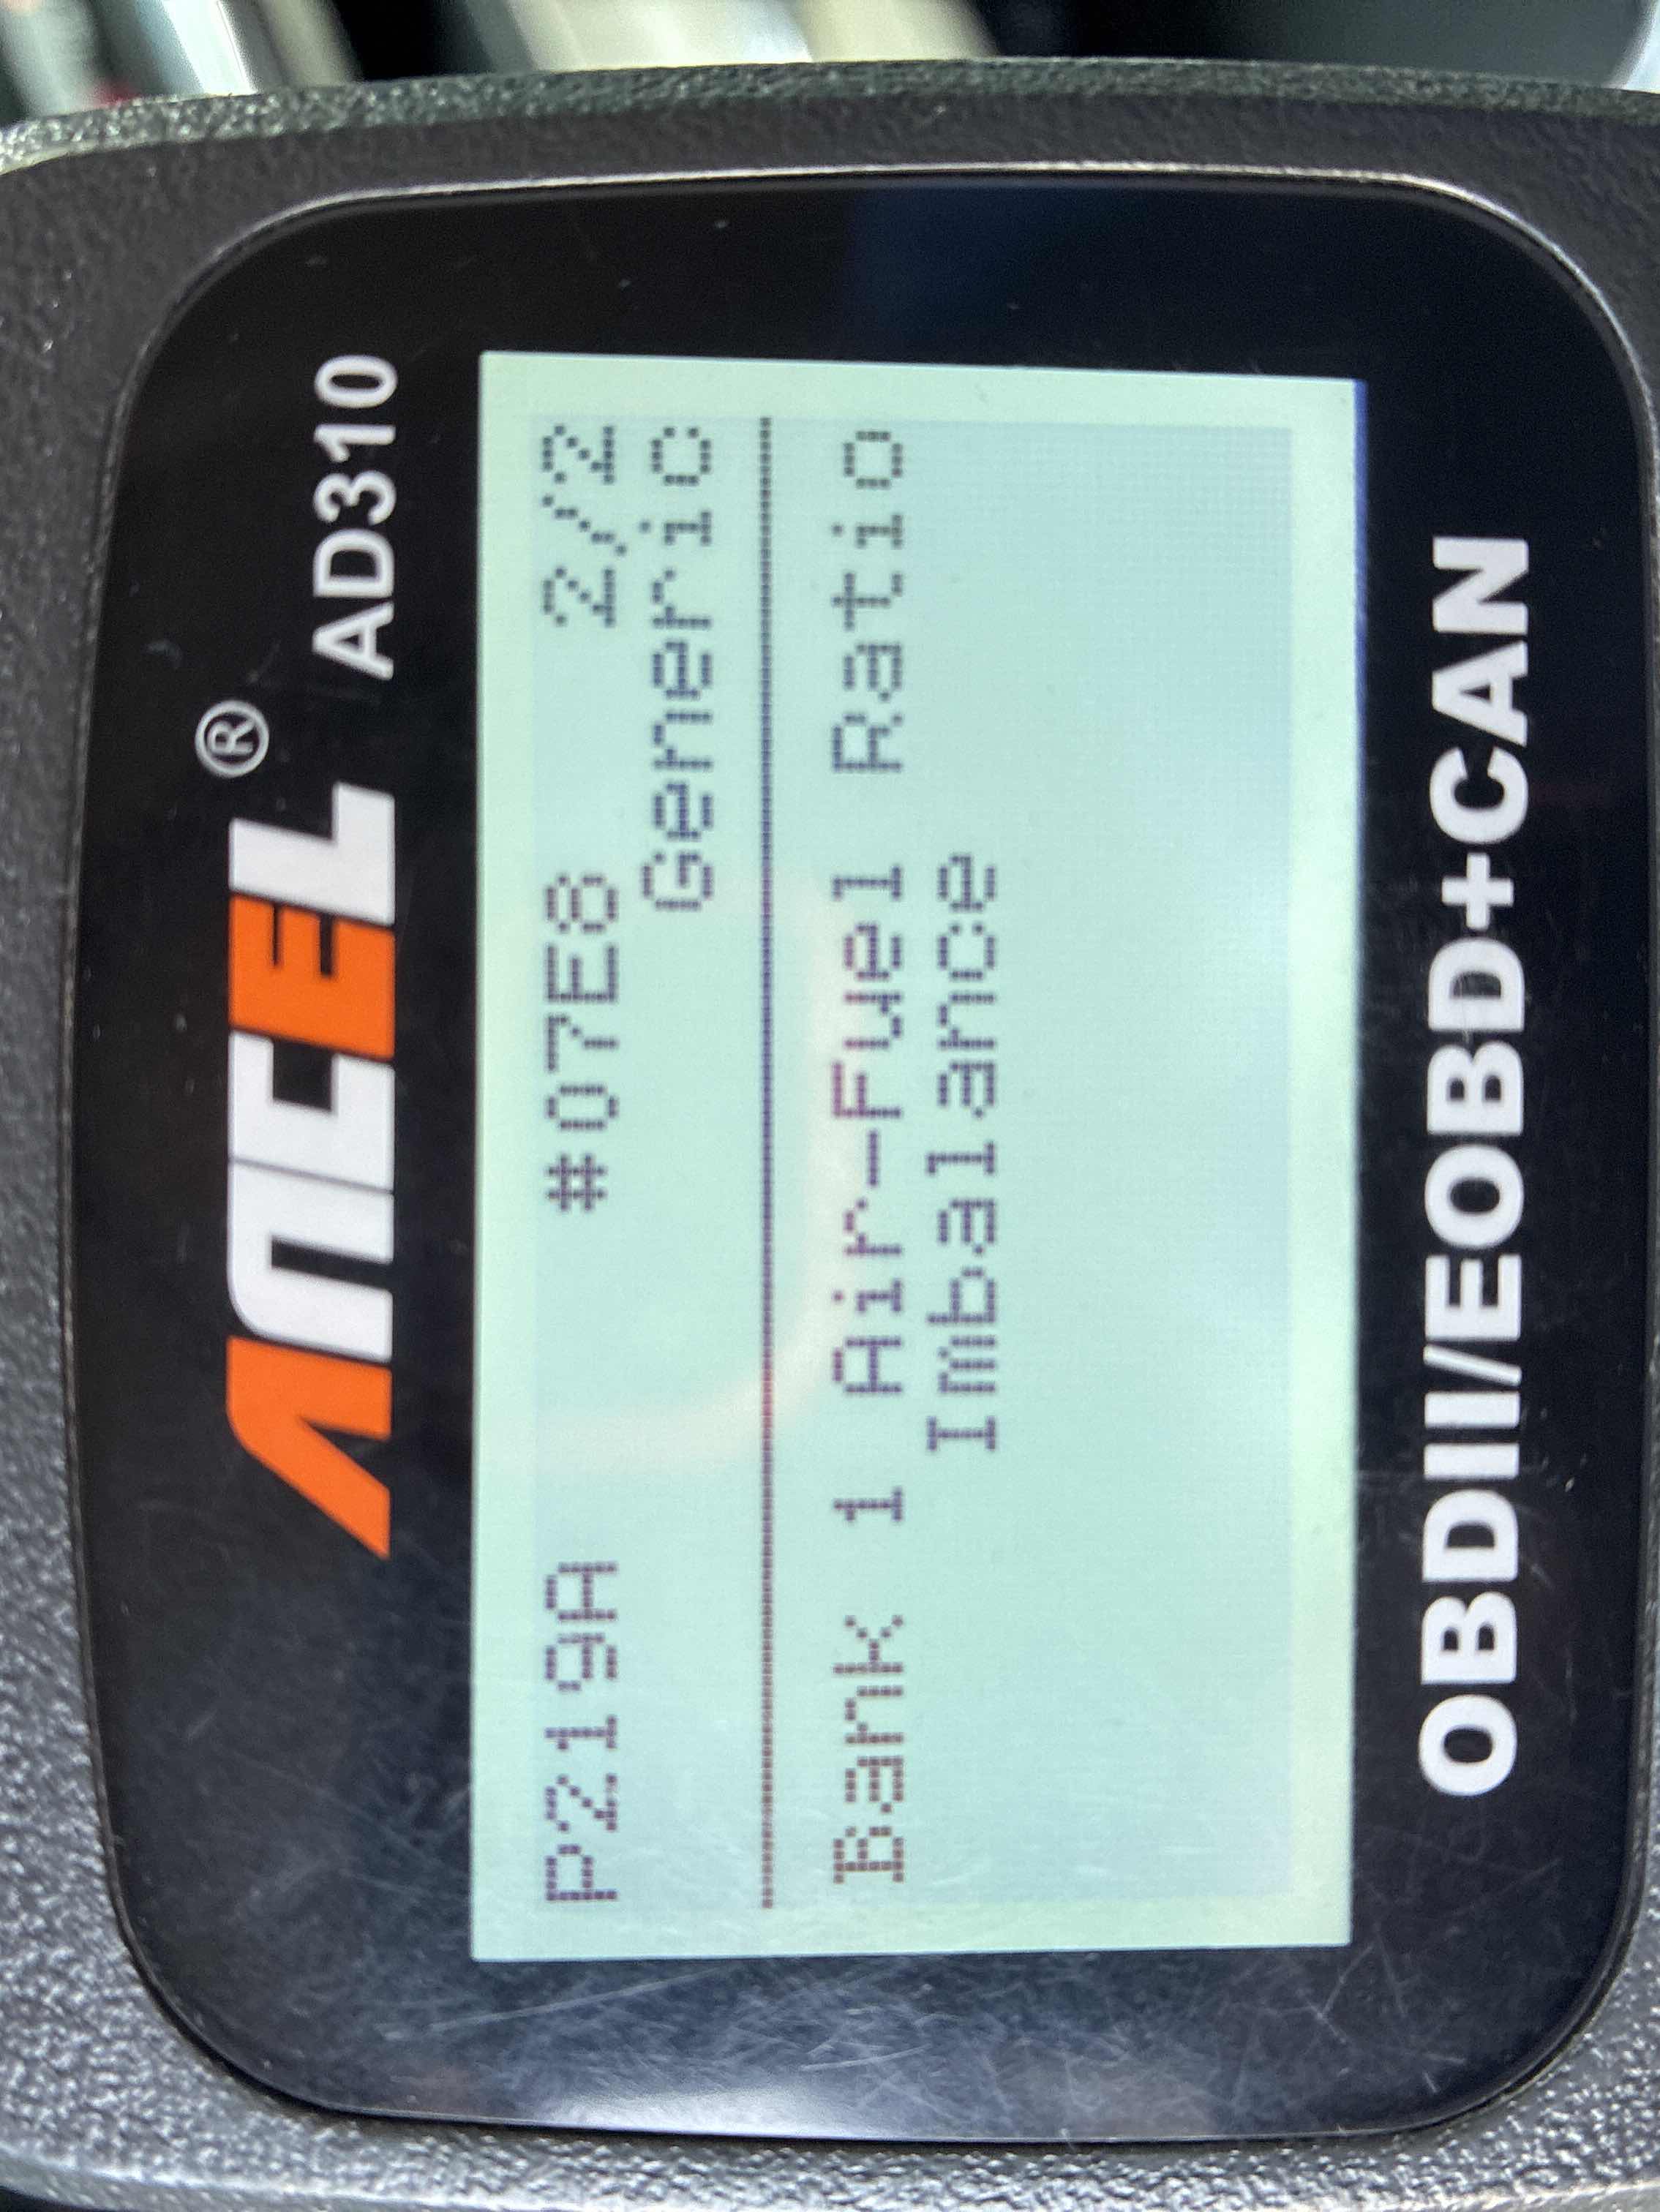 ANCEL® AD310
P219A #07E8 2/2
Generic
Bank 1 Air-Fuel Ratio
Imbalance
OBDII/EOBD+CAN